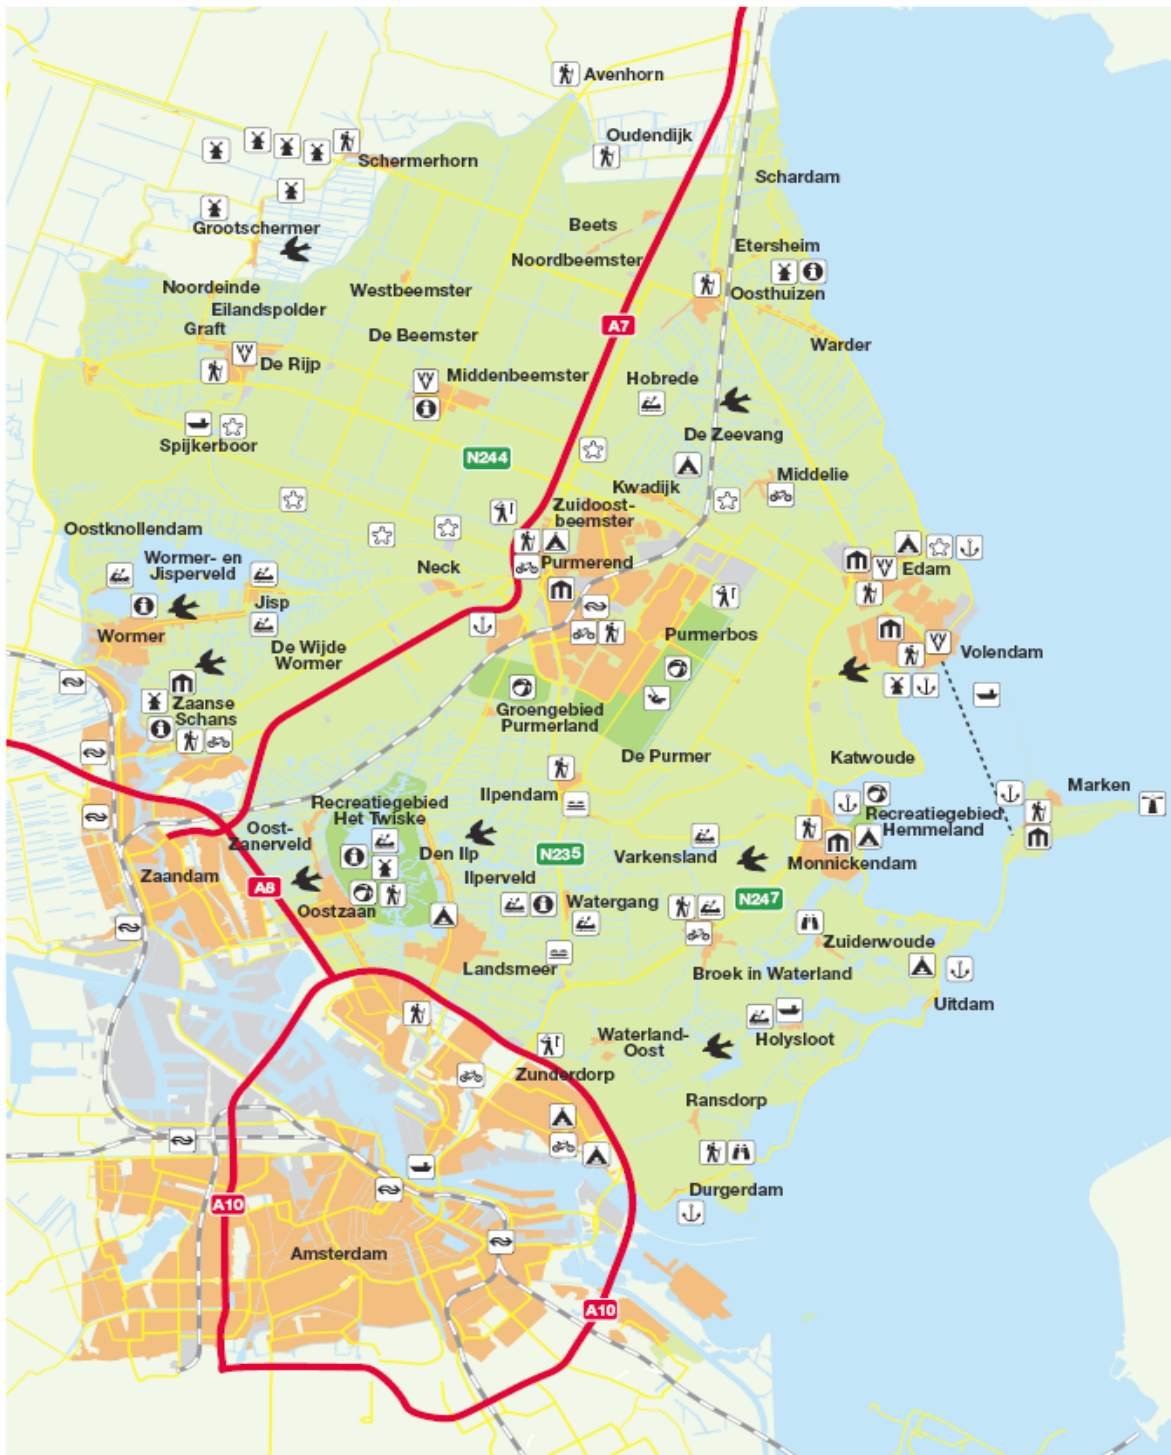 Avenhorn
Oudendijk
Schermerhorn
Schardam
Beets
Grootschermer
Etersheim
Noordbeemster
Noordeinde
Westbeemster
Oosthuizen
Eilandspolder
Graft
A7
De Beemster
Warder
De Rijp
Middenbeemster
Hobrede
De Zeevang
Spijkerboor
N244
Middelie
Kwadijk
Zuidoost-
beemster
Oostknollendam
Wormer- en
Jisperveld
Neck
Purmerend
Edam
Jisp
Wormer
Purmerbos
De Wijde
Wormer
Volendam
Zaanse
Schans
Groengebied
Purmerland
De Purmer
Katwoude
Ilpendam
Marken
Recreatiegebied
Het Twiske
Recreatiegebied
Hemmeland
Oost-
Zanerveld
Den Ilp
N235
Varkensland
Monnickendam
Zaandam
A8
Ilperveld
N247
Oostzaan
Watergang
Zuiderwoude
Landsmeer
Broek in Waterland
Uitdam
Waterland-
Oost
Holysloot
Zunderdorp
Ransdorp
Durgerdam
A10
Amsterdam
A10